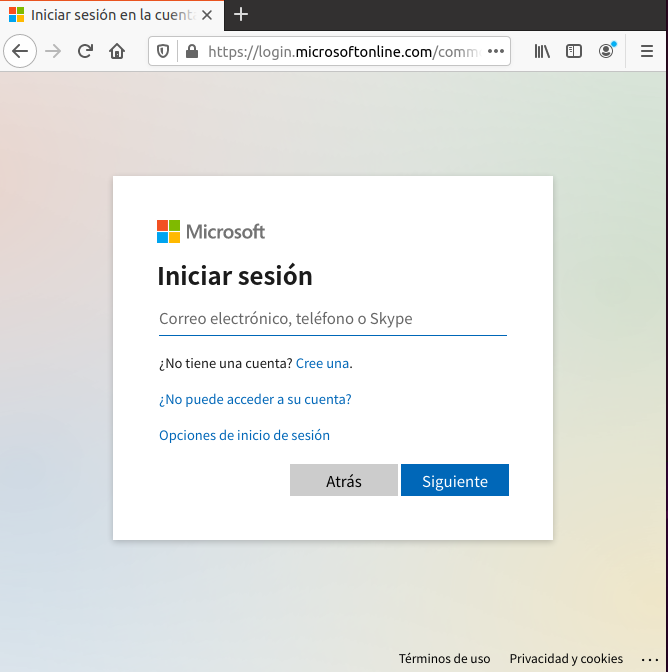 Iniciar sesión en la cuenta
https://login.microsoftonline.com/comm
Microsoft
Iniciar sesión
Correo electrónico, teléfono o Skype
¿No tiene una cuenta? Cree una.
¿No puede acceder a su cuenta?
Opciones de inicio de sesión
Atrás Siguiente
Términos de uso Privacidad y cookies ...